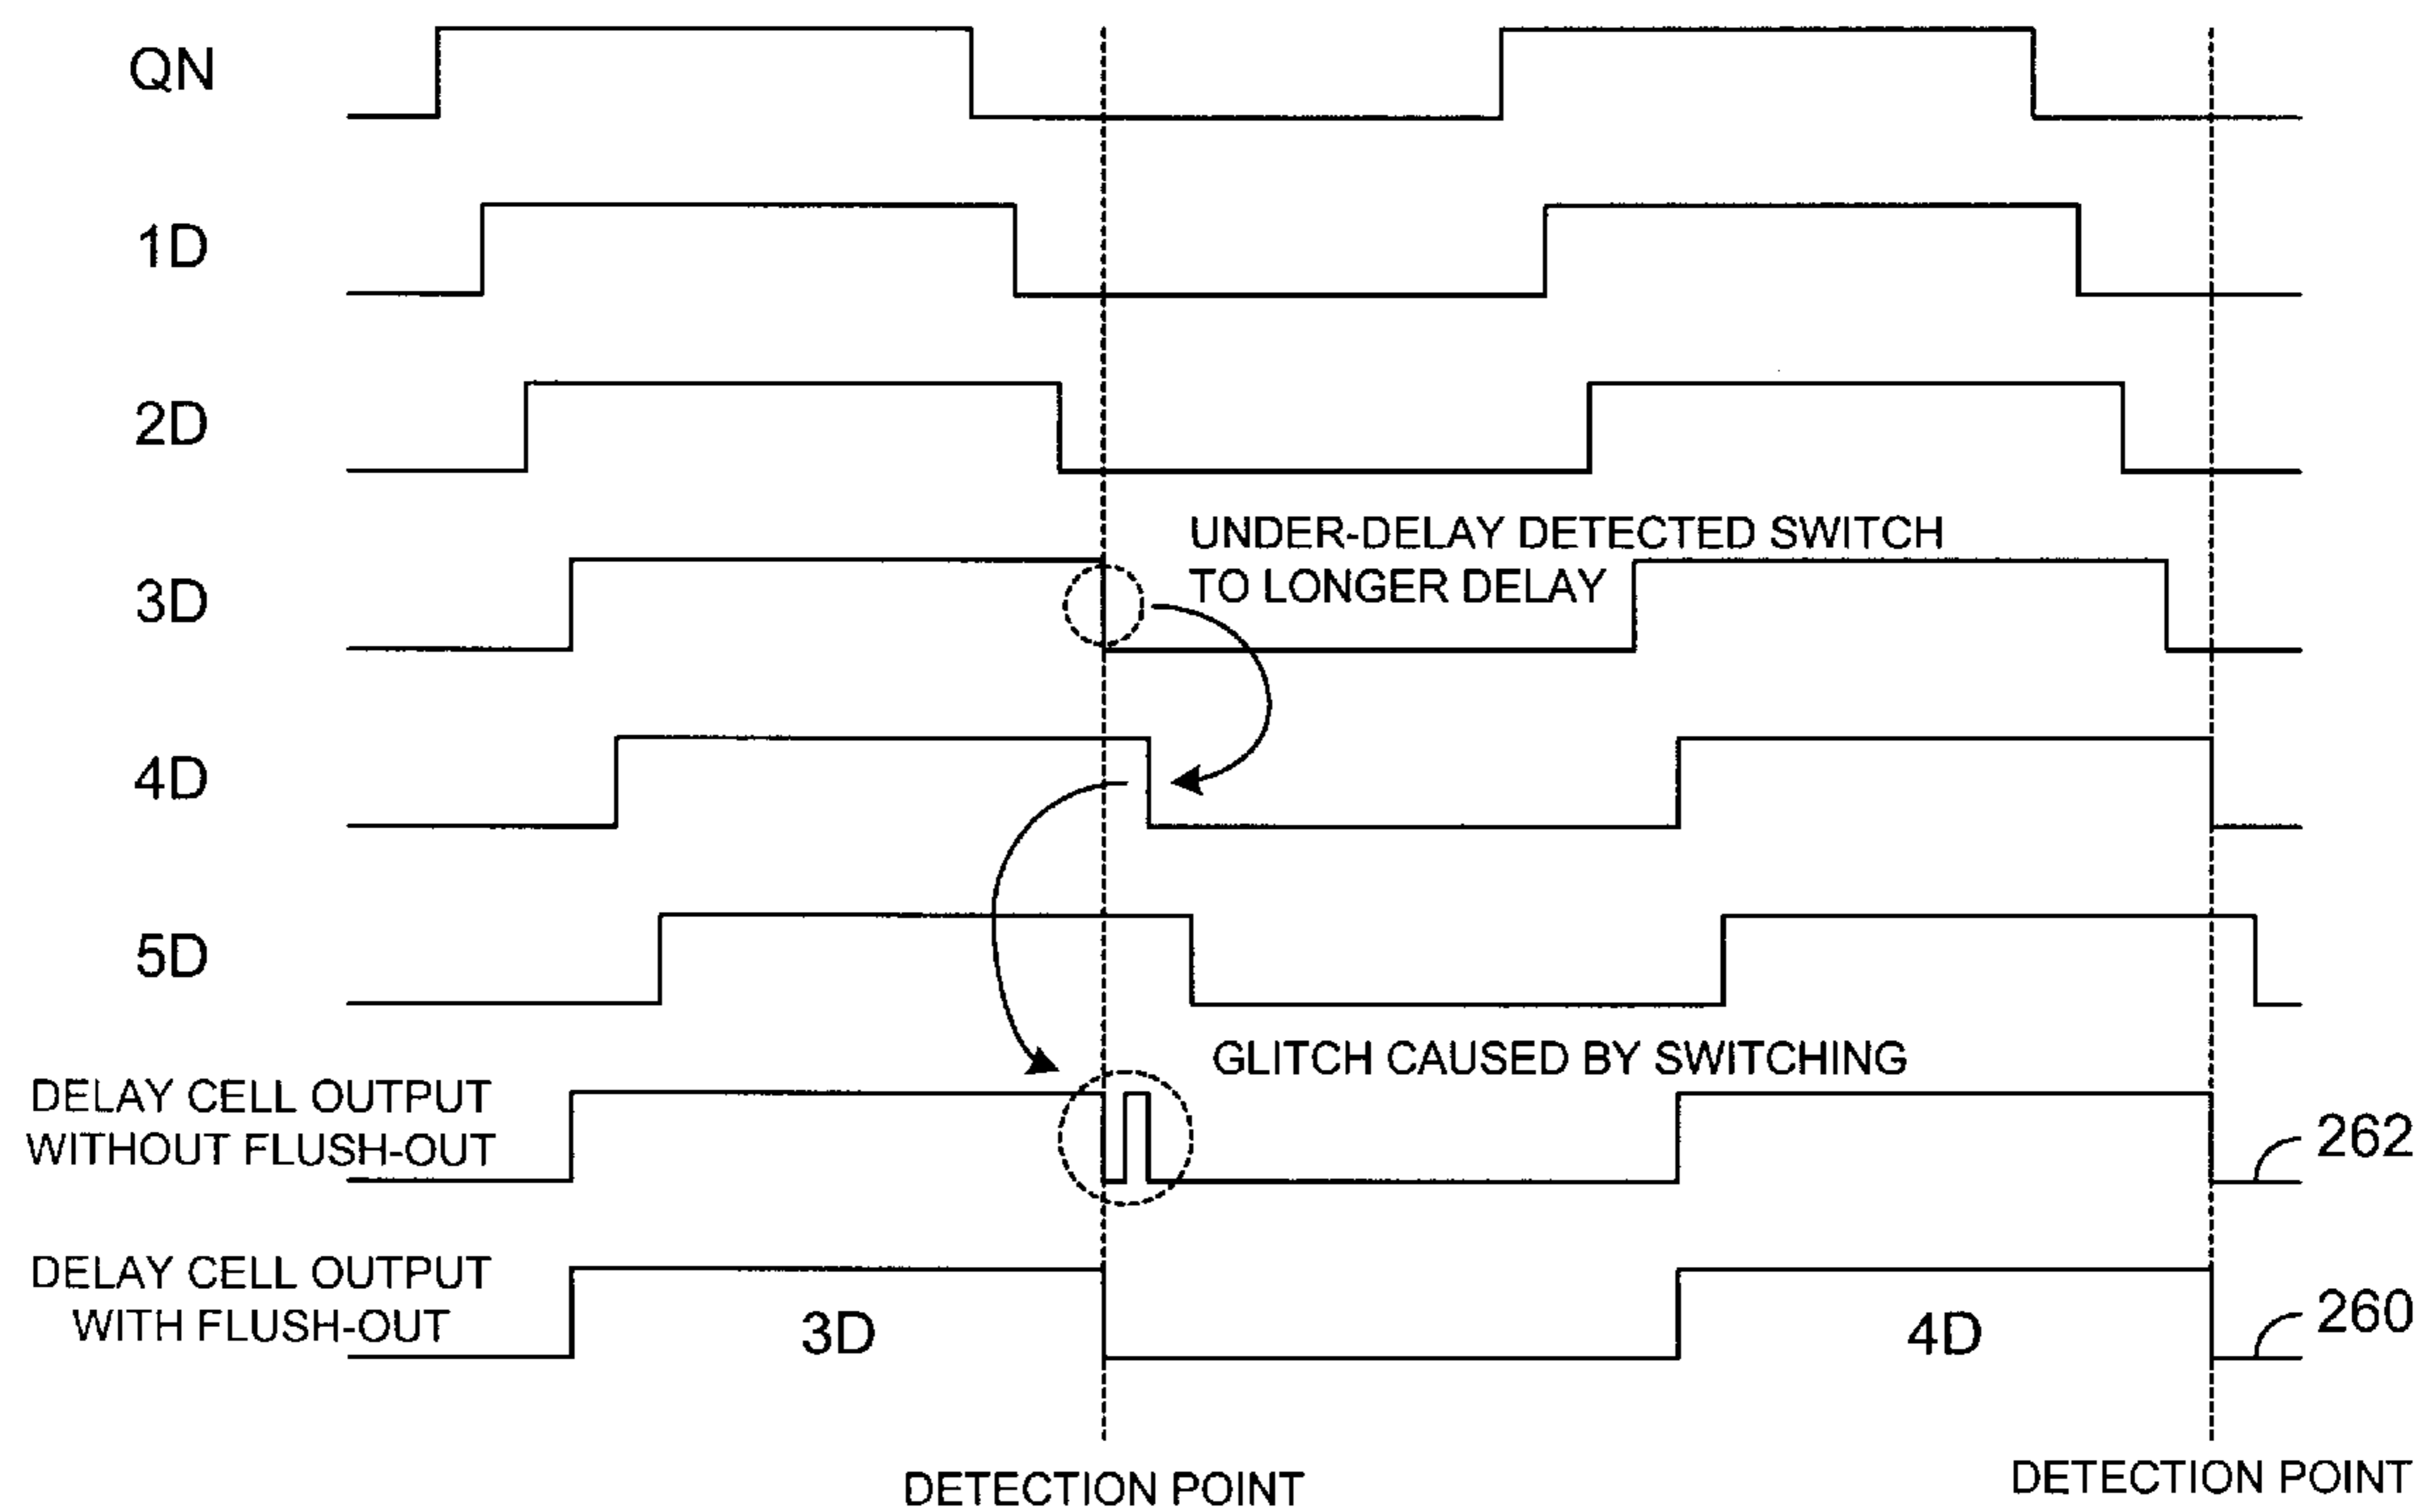 QN
1D
2D
UNDER-DELAY DETECTED SWITCH
TO LONGER DELAY
3D
4D
5D
GLITCH CAUSED BY SWITCHING
DELAY CELL OUTPUT
WITHOUT FLUSH-OUT
262
DELAY CELL OUTPUT
WITH FLUSH-OUT
3D
4D
260
DETECTION POINT
DETECTION POINT